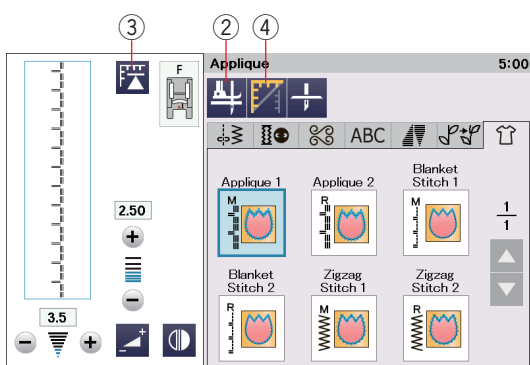 ③ ② ④
F
Applique 5:00
ABC
Applique 1 Applique 2 Blanket Stitch 1
M R M
2.50
1
1
Blanket Stitch 2 Zigzag Stitch 1 Zigzag Stitch 2
R M R
3.5